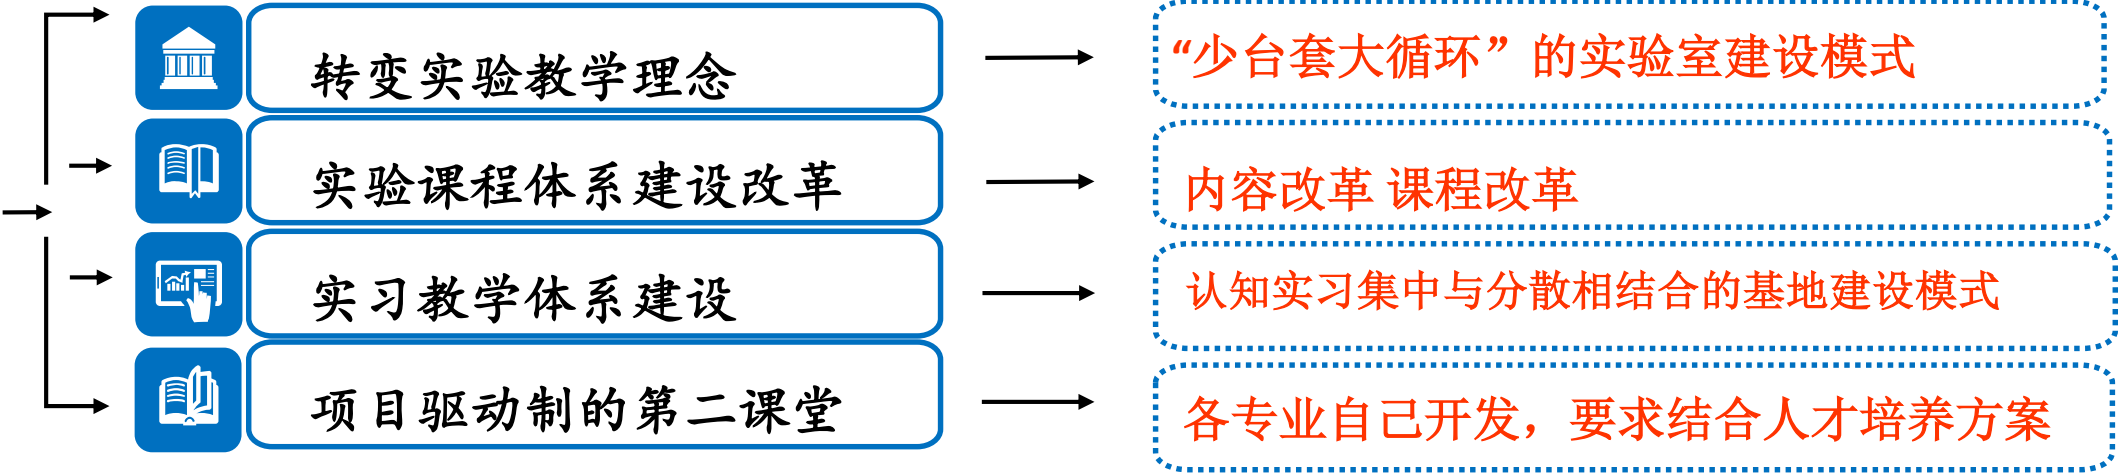 转变实验教学理念
“少台套大循环”的实验室建设模式
实验课程体系建设改革
内容改革 课程改革
实习教学体系建设
认知实习集中与分散相结合的基地建设模式
项目驱动制的第二课堂
各专业自己开发，要求结合人才培养方案